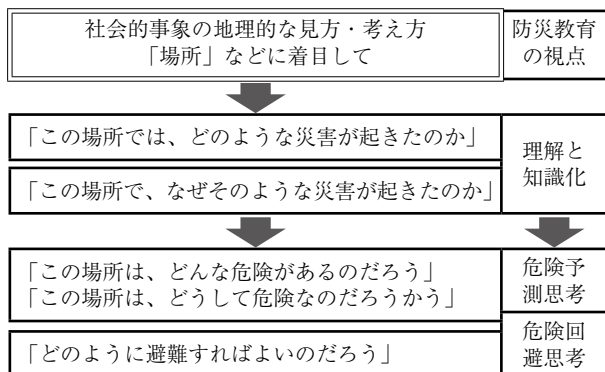 社会的事象の地理的な見方・考え方
「場所」などに着目して
防災教育
の視点
「この場所では、どのような災害が起きたのか」
「この場所で、なぜそのような災害が起きたのか」
理解と
知識化
「この場所は、どんな危険があるのだろう」
「この場所は、どうして危険なのだろうかう」
危険予
測思考
「どのように避難すればよいのだろう」
危険回
避思考